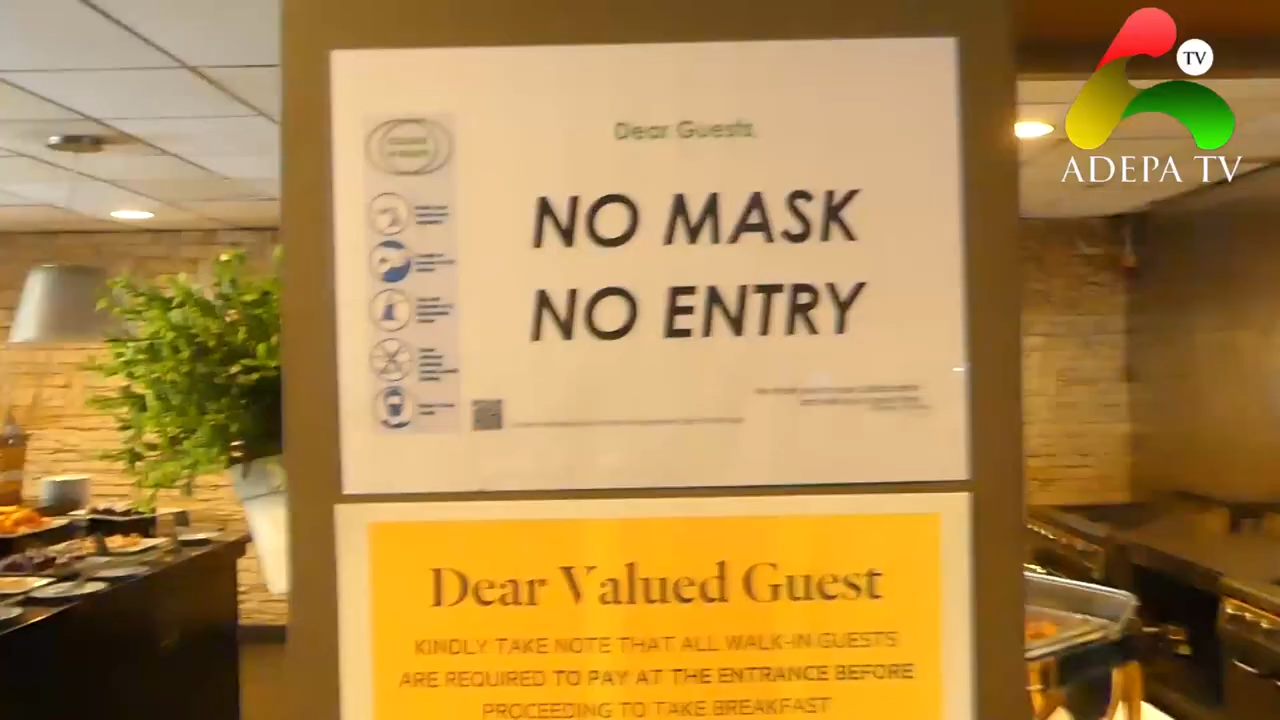 TV
ADEPA TV
Dear Guests
NO MASK
NO ENTRY
Dear Valued Guest
KINDLY TAKE NOTE THAT ALL WALK-IN GUESTS
ARE REQUIRED TO PAY AT THE ENTRANCE BEFORE
PROCEEDING TO TAKE BREAKFAST